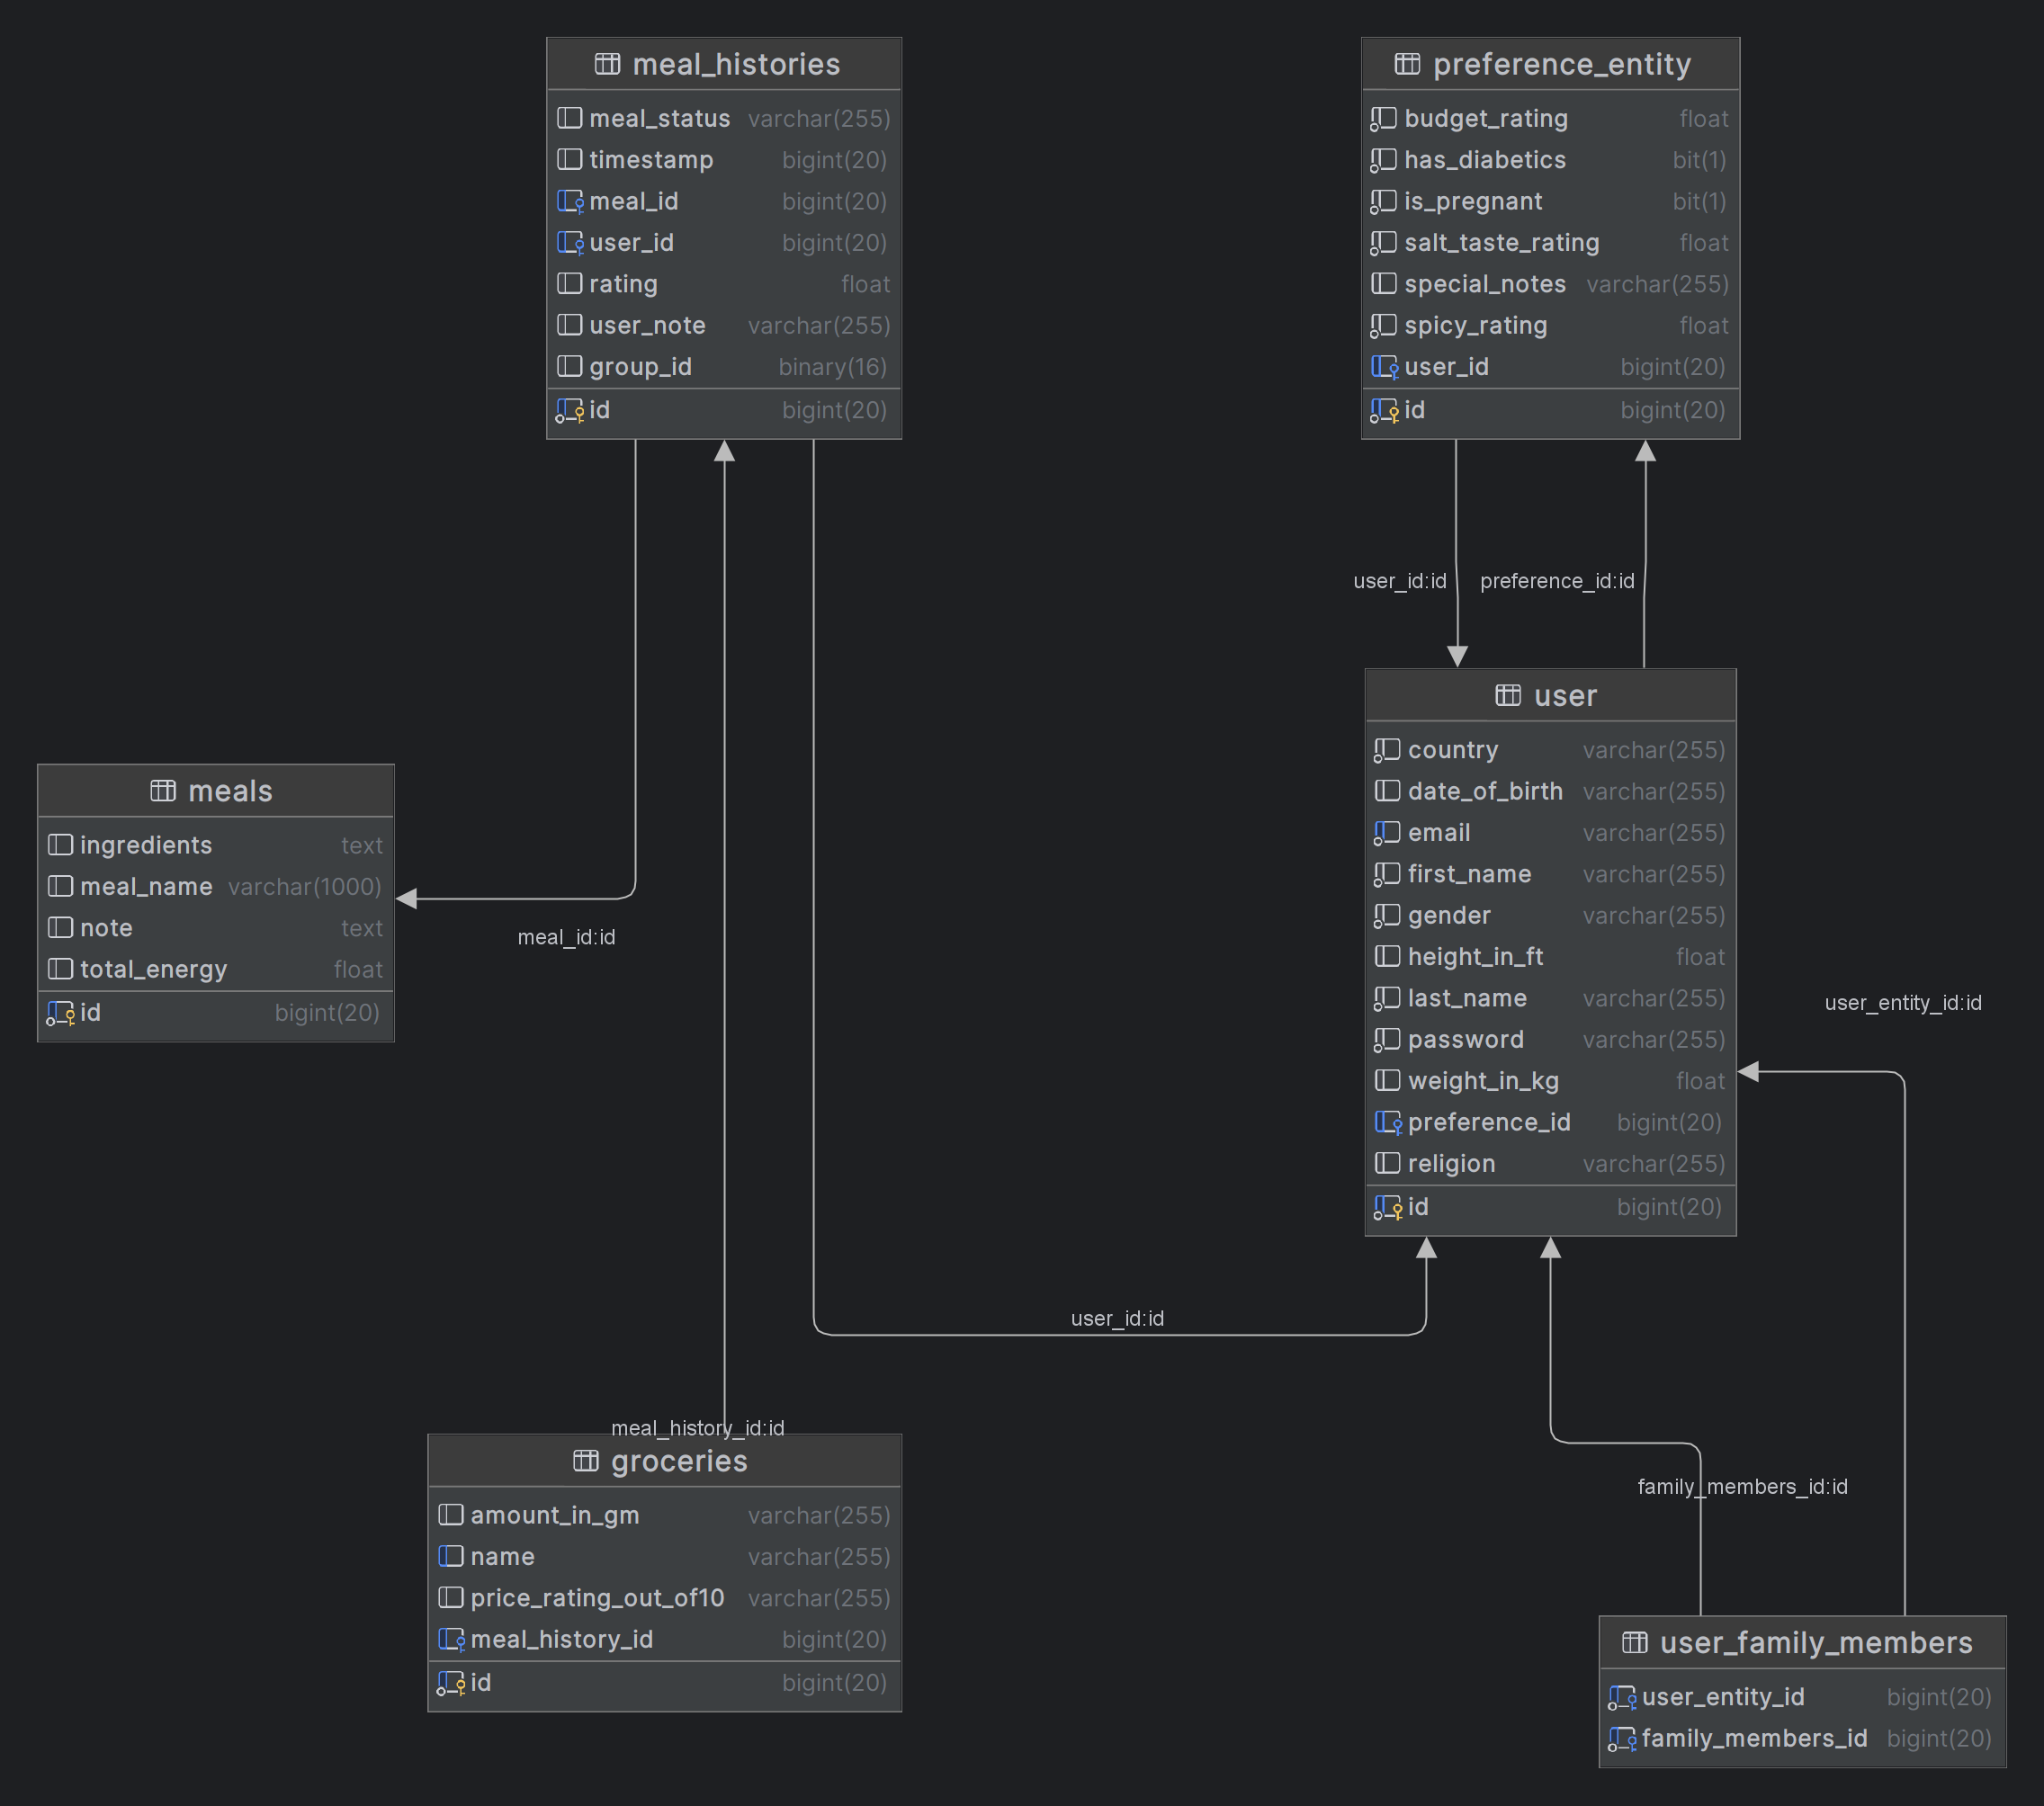 meal_histories
meal_status varchar(255)
timestamp bigint(20)
meal_id bigint(20)
user_id bigint(20)
rating float
user_note varchar(255)
group_id binary(16)
id bigint(20)
preference_entity
budget_rating float
has_diabetics bit(1)
is_pregnant bit(1)
salt_taste_rating float
special_notes varchar(255)
spicy_rating float
user_id bigint(20)
id bigint(20)
user_id:id
preference_id:id
user
country varchar(255)
date_of_birth varchar(255)
email varchar(255)
first_name varchar(255)
gender varchar(255)
height_in_ft float
last_name varchar(255)
password varchar(255)
weight_in_kg float
preference_id bigint(20)
religion varchar(255)
id bigint(20)
meals
ingredients text
meal_name varchar(1000)
note text
total_energy float
id bigint(20)
meal_id:id
user_entity_id:id
user_id:id
meal_history_id:id
groceries
amount_in_gm varchar(255)
name varchar(255)
price_rating_out_of10 varchar(255)
meal_history_id bigint(20)
id bigint(20)
family_members_id:id
user_family_members
user_entity_id bigint(20)
family_members_id bigint(20)